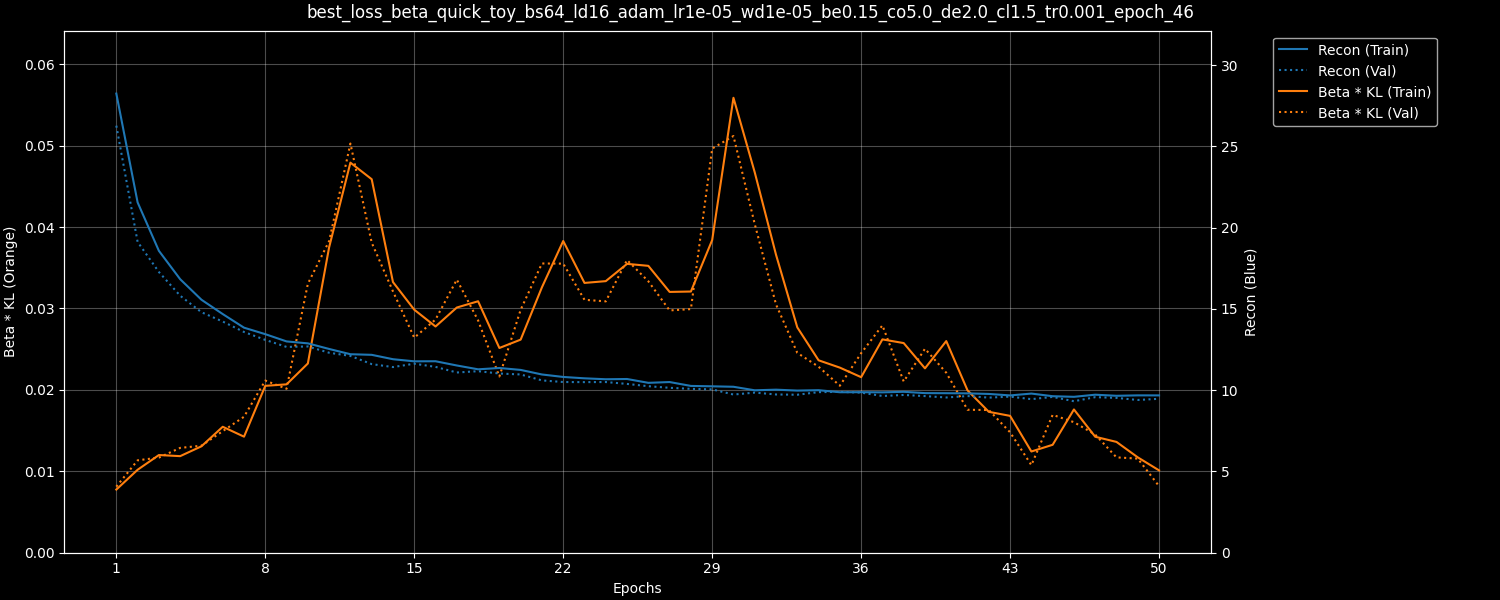 best_loss_beta_quick_toy_bs64_ld16_adam_lr1e-05_wd1e-05_be0.15_co5.0_de2.0_cl1.5_tr0.001_epoch_46
Beta * KL (Orange)
0.06
0.05
0.04
0.03
0.02
0.01
0.00
1
8
15
22
29
36
43
50
Epochs
30
25
20
15
10
5
0
Recon (Blue)
Recon (Train)
Recon (Val)
Beta * KL (Train)
Beta * KL (Val)